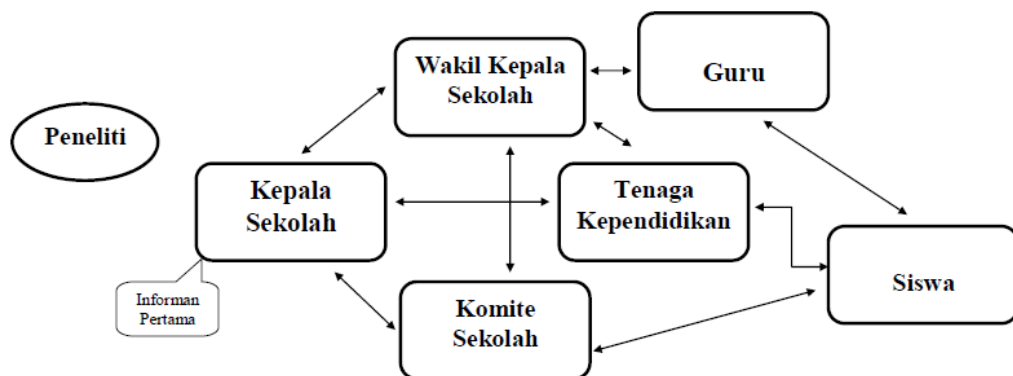 Peneliti
Wakil Kepala
Sekolah
Guru
Kepala
Sekolah
Tenaga
Kependidikan
Informan
Pertama
Komite
Sekolah
Siswa